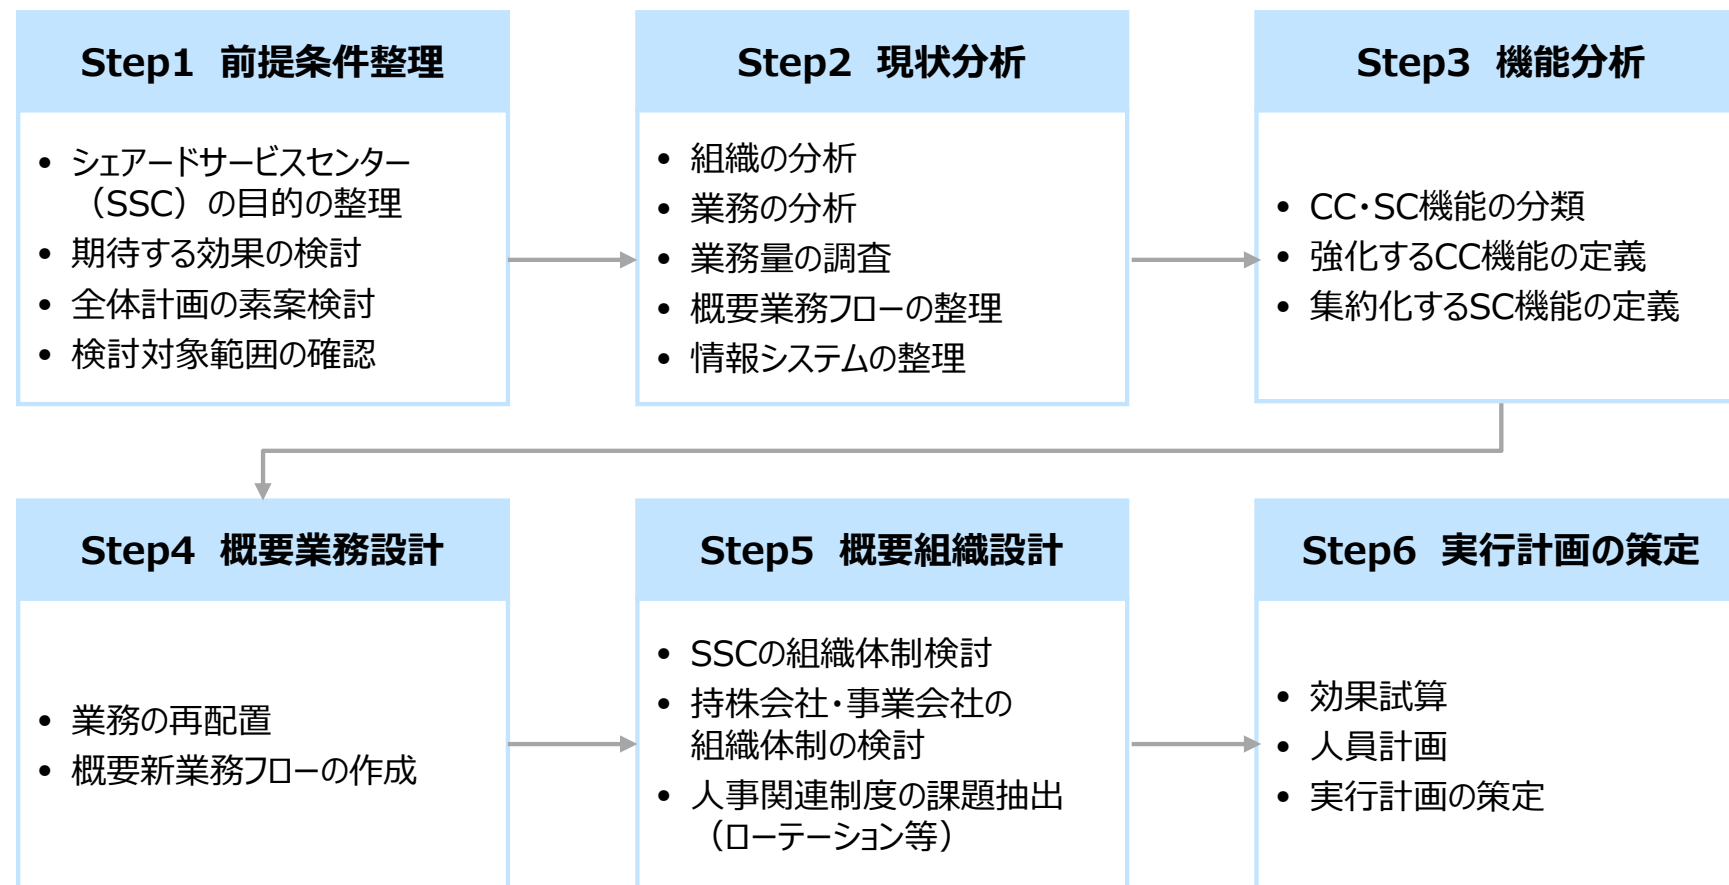 Step1 前提条件整理
• シェアードサービスセンター
（SSC）の目的の整理
• 期待する効果の検討
• 全体計画の素案検討
• 検討対象範囲の確認
Step2 現状分析
• 組織の分析
• 業務の分析
• 業務量の調査
• 概要業務フローの整理
• 情報システムの整理
Step3 機能分析
• CC・SC機能の分類
• 強化するCC機能の定義
• 集約化するSC機能の定義
Step4 概要業務設計
• 業務の再配置
• 概要新業務フローの作成
Step5 概要組織設計
• SSCの組織体制検討
• 持株会社・事業会社の
組織体制の検討
• 人事関連制度の課題抽出
（ローテーション等）
Step6 実行計画の策定
• 効果試算
• 人員計画
• 実行計画の策定